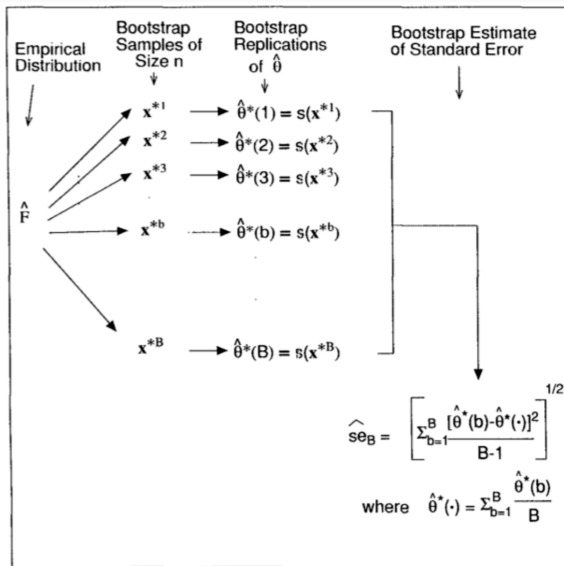 Empirical
Distribution
Bootstrap
Samples of
Size n
Bootstrap
Replications
of θ̂
Bootstrap Estimate
of Standard Error
F̂
x*1
θ̂*(1) = s(x*1)
x*2
θ̂*(2) = s(x*2)
x*3
θ̂*(3) = s(x*3)
x*b
θ̂*(b) = s(x*b)
x*B
θ̂*(B) = s(x*B)
ŝe_B = [Σ_{b=1}^{B} [θ̂*(b)-θ̂*(·)]² / B-1]^{1/2}
where θ̂*(·) = Σ_{b=1}^{B} θ̂*(b) / B